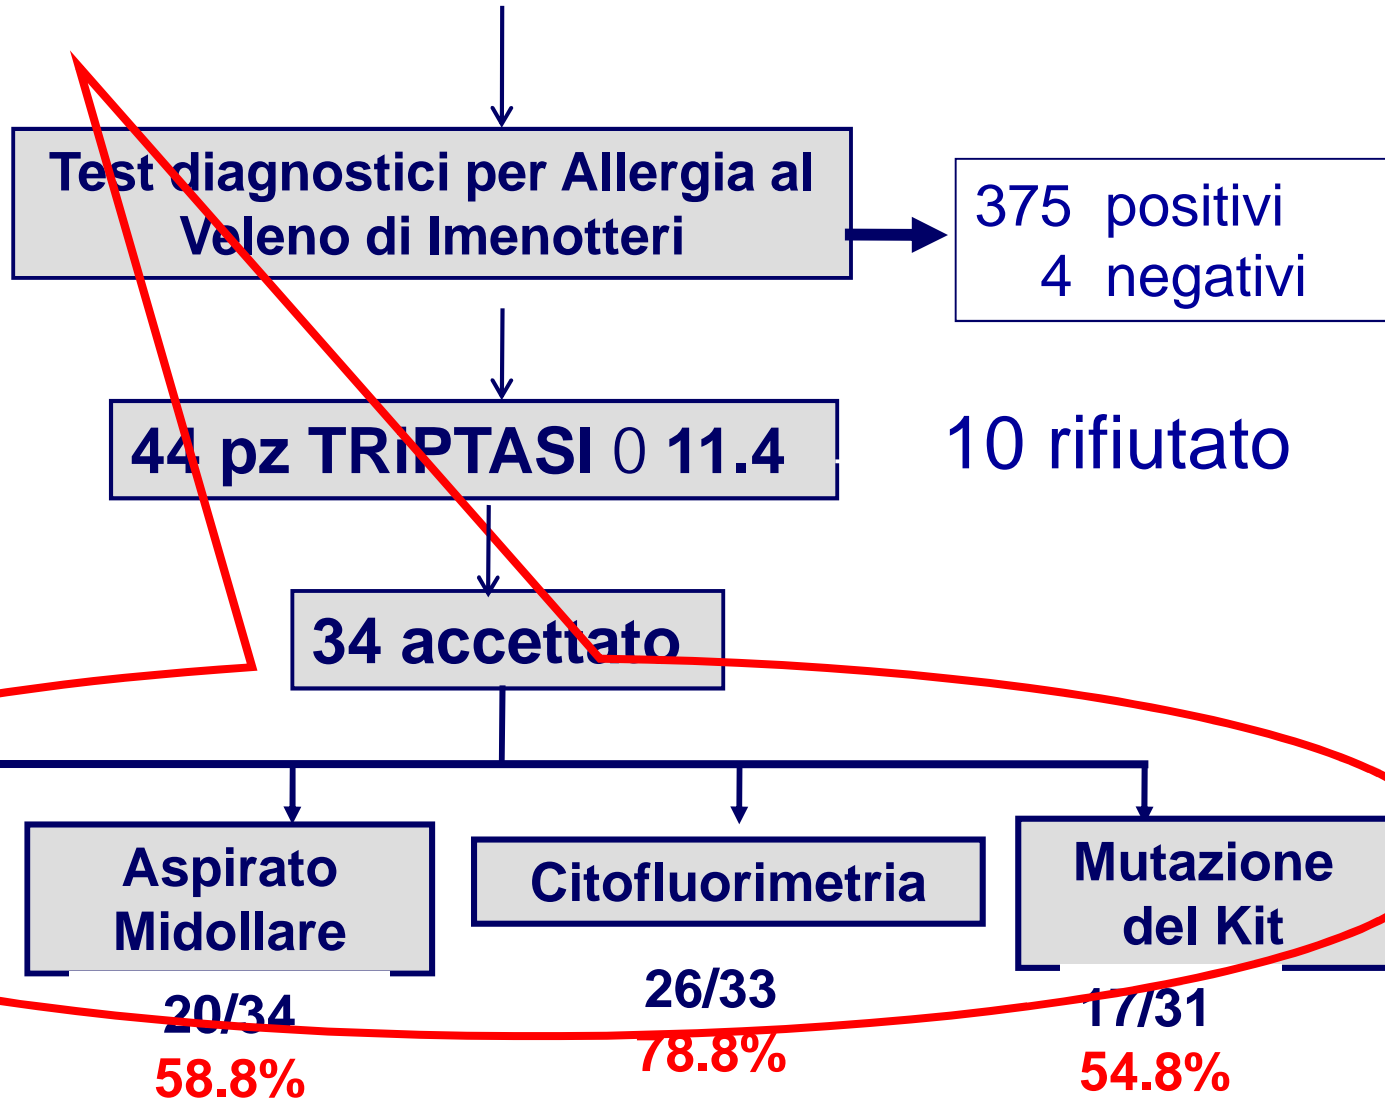 Test diagnostici per Allergia al
Veleno di Imenotteri
375 positivi
4 negativi
44 pz TRIPTASI 0 11.4
10 rifiutato
34 accettato
Aspirato
Midollare
Citofluorimetria
Mutazione
del Kit
20/34
58.8%
26/33
78.8%
17/31
54.8%